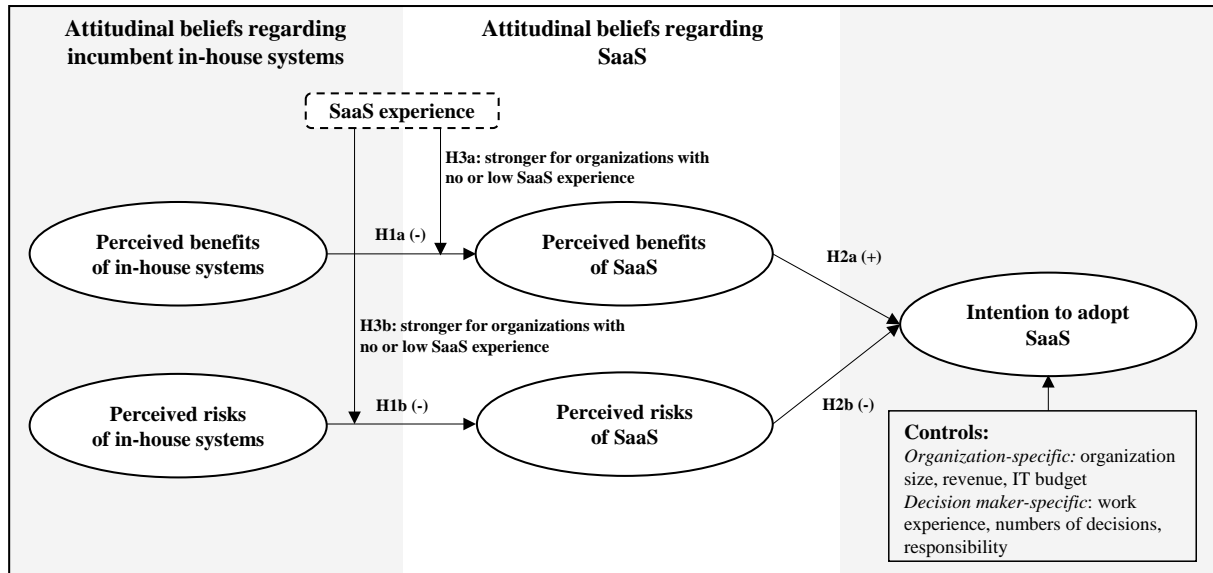 Attitudinal beliefs regarding
incumbent in-house systems
Attitudinal beliefs regarding
SaaS
SaaS experience
H3a: stronger for organizations with
no or low SaaS experience
Perceived benefits
of in-house systems
H1a (-)
Perceived benefits
of SaaS
H2a (+)
Intention to adopt
SaaS
H3b: stronger for organizations with
no or low SaaS experience
Perceived risks
of in-house systems
H1b (-)
Perceived risks
of SaaS
H2b (-)
Controls:
Organization-specific: organization
size, revenue, IT budget
Decision maker-specific: work
experience, numbers of decisions,
responsibility